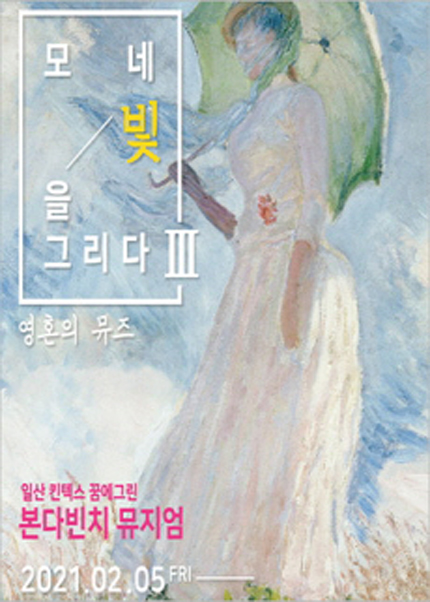 모네
빛
을
그리다 III
영혼의 뮤즈
일산 킨텍스 꿈에그린
본다빈치 뮤지엄
2021.02.05 FRI